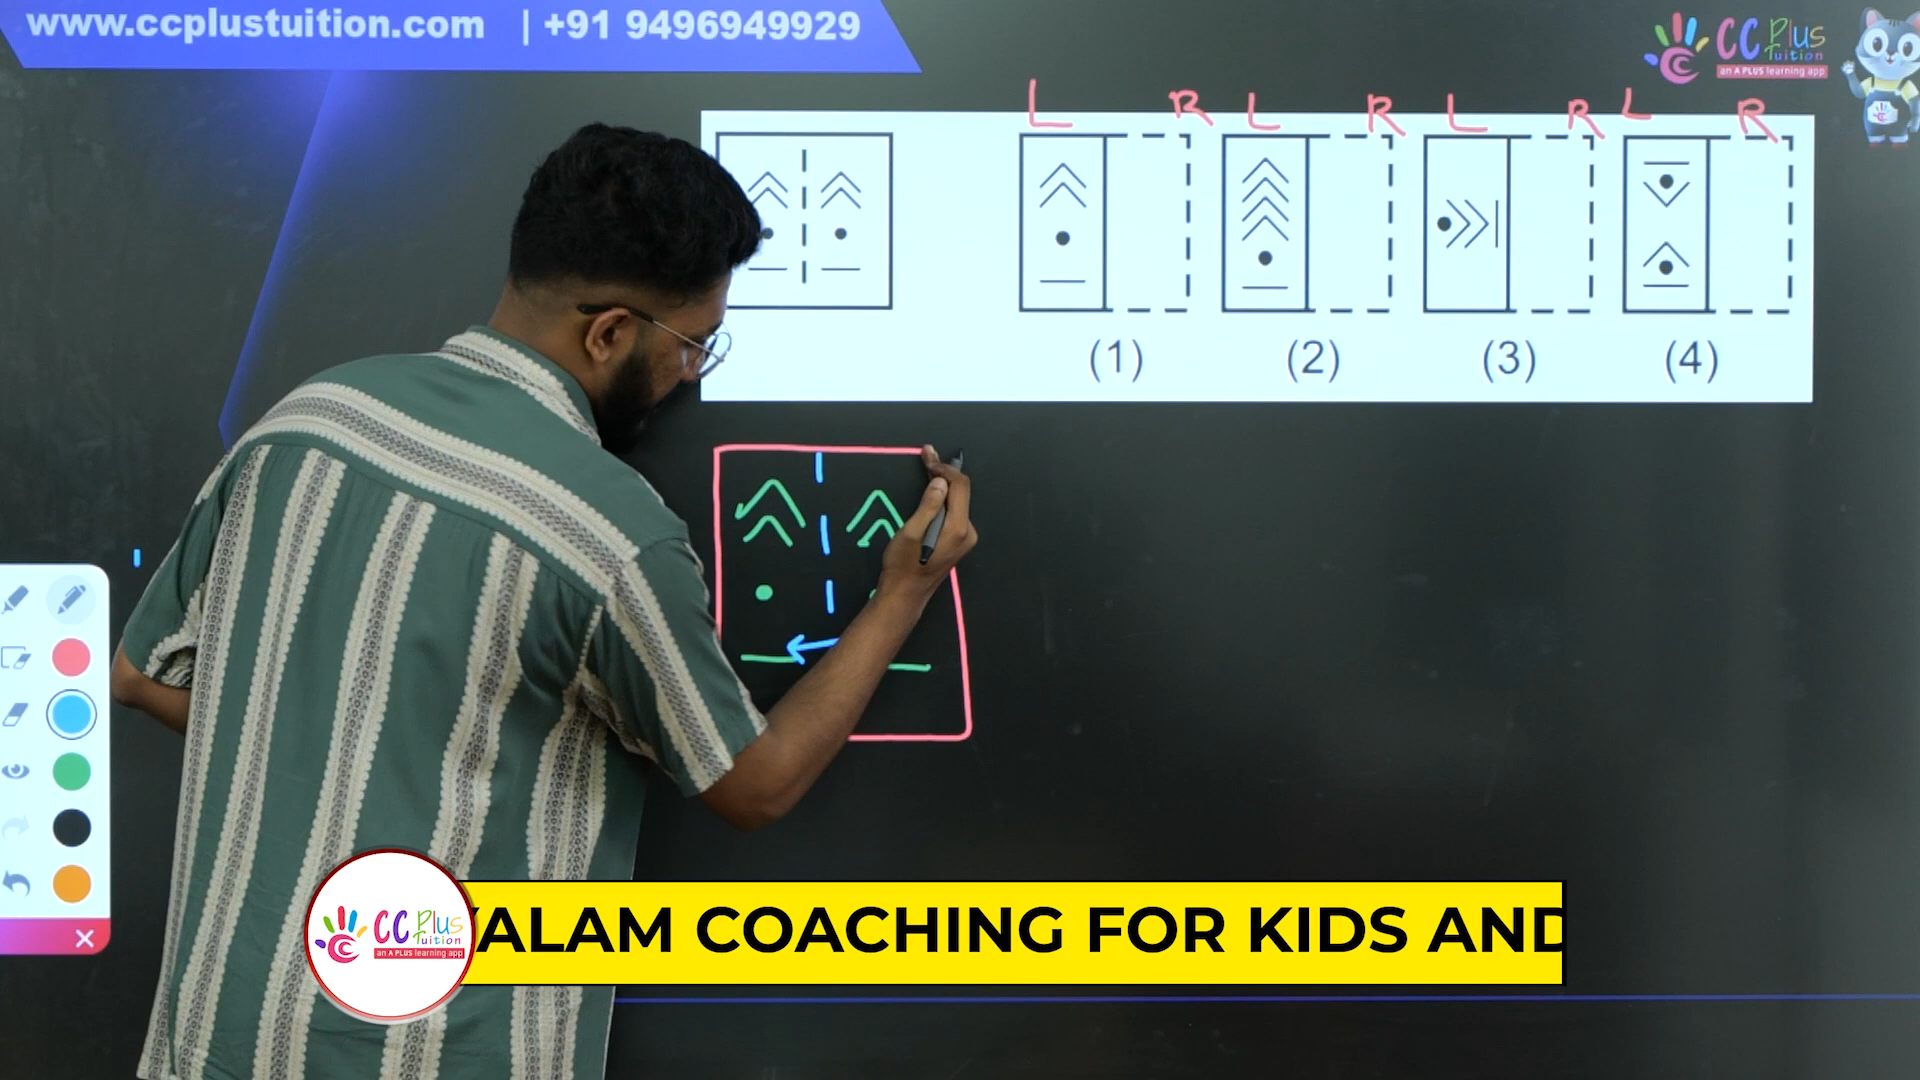 www.ccplustuition.com | +91 9496949929
CC Plus
Tuition
an A PLUS learning app
L R L R L R L R
(1) (2) (3) (4)
CC Plus
Tuition
an A PLUS learning app
YALAM COACHING FOR KIDS AND